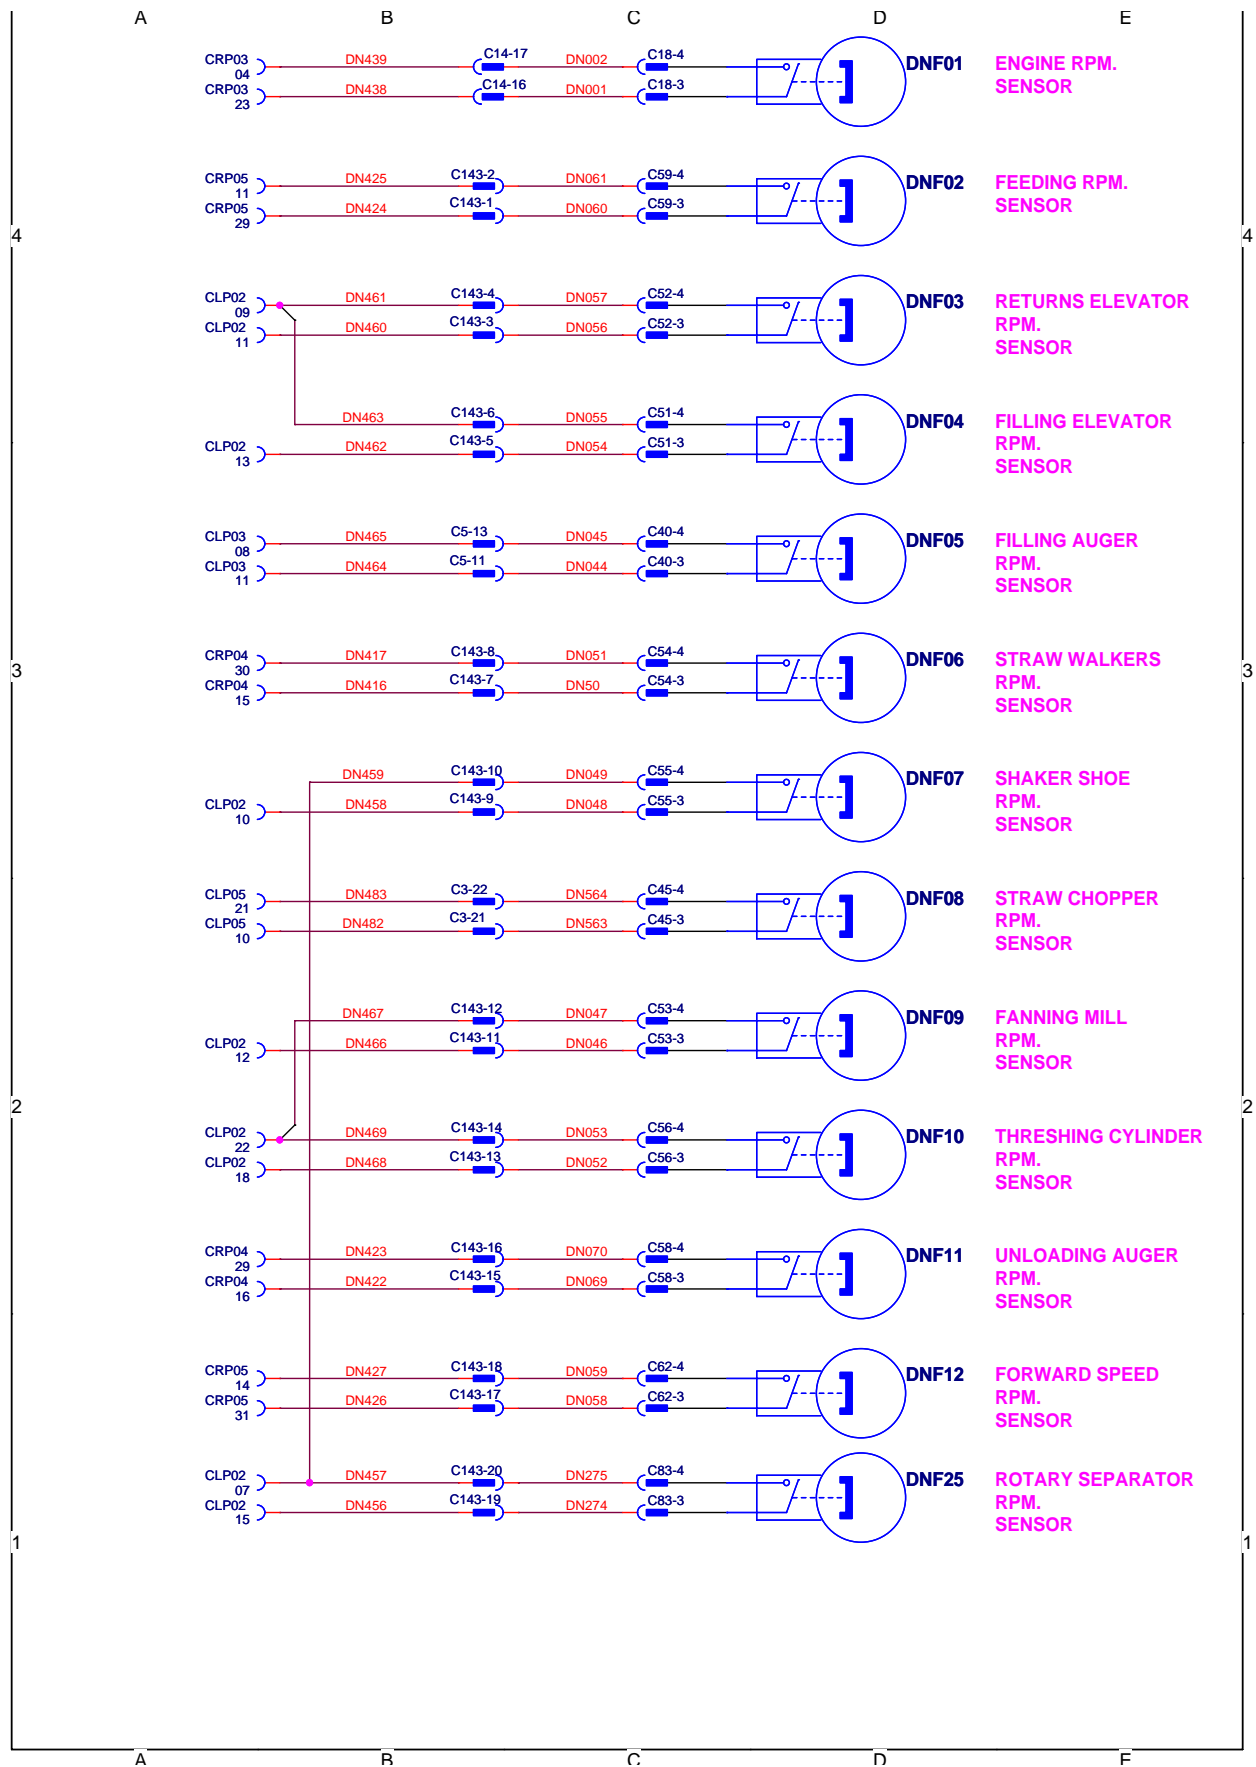 A B C D E
CRP03 04 DN439 C14-17 DN002 C18-4 DNF01 ENGINE RPM.
CRP03 23 DN438 C14-16 DN001 C18-3 SENSOR
CRP05 11 DN425 C143-2 DN061 C59-4 DNF02 FEEDING RPM.
CRP05 29 DN424 C143-1 DN060 C59-3 SENSOR
4 4
CLP02 09 DN461 C143-4 DN057 C52-4 DNF03 RETURNS ELEVATOR
CLP02 11 DN460 C143-3 DN056 C52-3 RPM.
SENSOR
DN463 C143-6 DN055 C51-4 DNF04 FILLING ELEVATOR
CLP02 13 DN462 C143-5 DN054 C51-3 RPM.
SENSOR
CLP03 08 DN465 C5-13 DN045 C40-4 DNF05 FILLING AUGER
CLP03 11 DN464 C5-11 DN044 C40-3 RPM.
SENSOR
CRP04 30 DN417 C143-8 DN051 C54-4 DNF06 STRAW WALKERS
3 3
CRP04 15 DN416 C143-7 DN50 C54-3 RPM.
SENSOR
DN459 C143-10 DN049 C55-4 DNF07 SHAKER SHOE
CLP02 10 DN458 C143-9 DN048 C55-3 RPM.
SENSOR
CLP05 21 DN483 C3-22 DN564 C45-4 DNF08 STRAW CHOPPER
CLP05 10 DN482 C3-21 DN563 C45-3 RPM.
SENSOR
DN467 C143-12 DN047 C53-4 DNF09 FANNING MILL
CLP02 12 DN466 C143-11 DN046 C53-3 RPM.
SENSOR
2 2
CLP02 22 DN469 C143-14 DN053 C56-4 DNF10 THRESHING CYLINDER
CLP02 18 DN468 C143-13 DN052 C56-3 RPM.
SENSOR
CRP04 29 DN423 C143-16 DN070 C58-4 DNF11 UNLOADING AUGER
CRP04 16 DN422 C143-15 DN069 C58-3 RPM.
SENSOR
CRP05 14 DN427 C143-18 DN059 C62-4 DNF12 FORWARD SPEED
CRP05 31 DN426 C143-17 DN058 C62-3 RPM.
SENSOR
CLP02 07 DN457 C143-20 DN275 C83-4 DNF25 ROTARY SEPARATOR
CLP02 15 DN456 C143-19 DN274 C83-3 RPM.
SENSOR
1 1
A B C D E